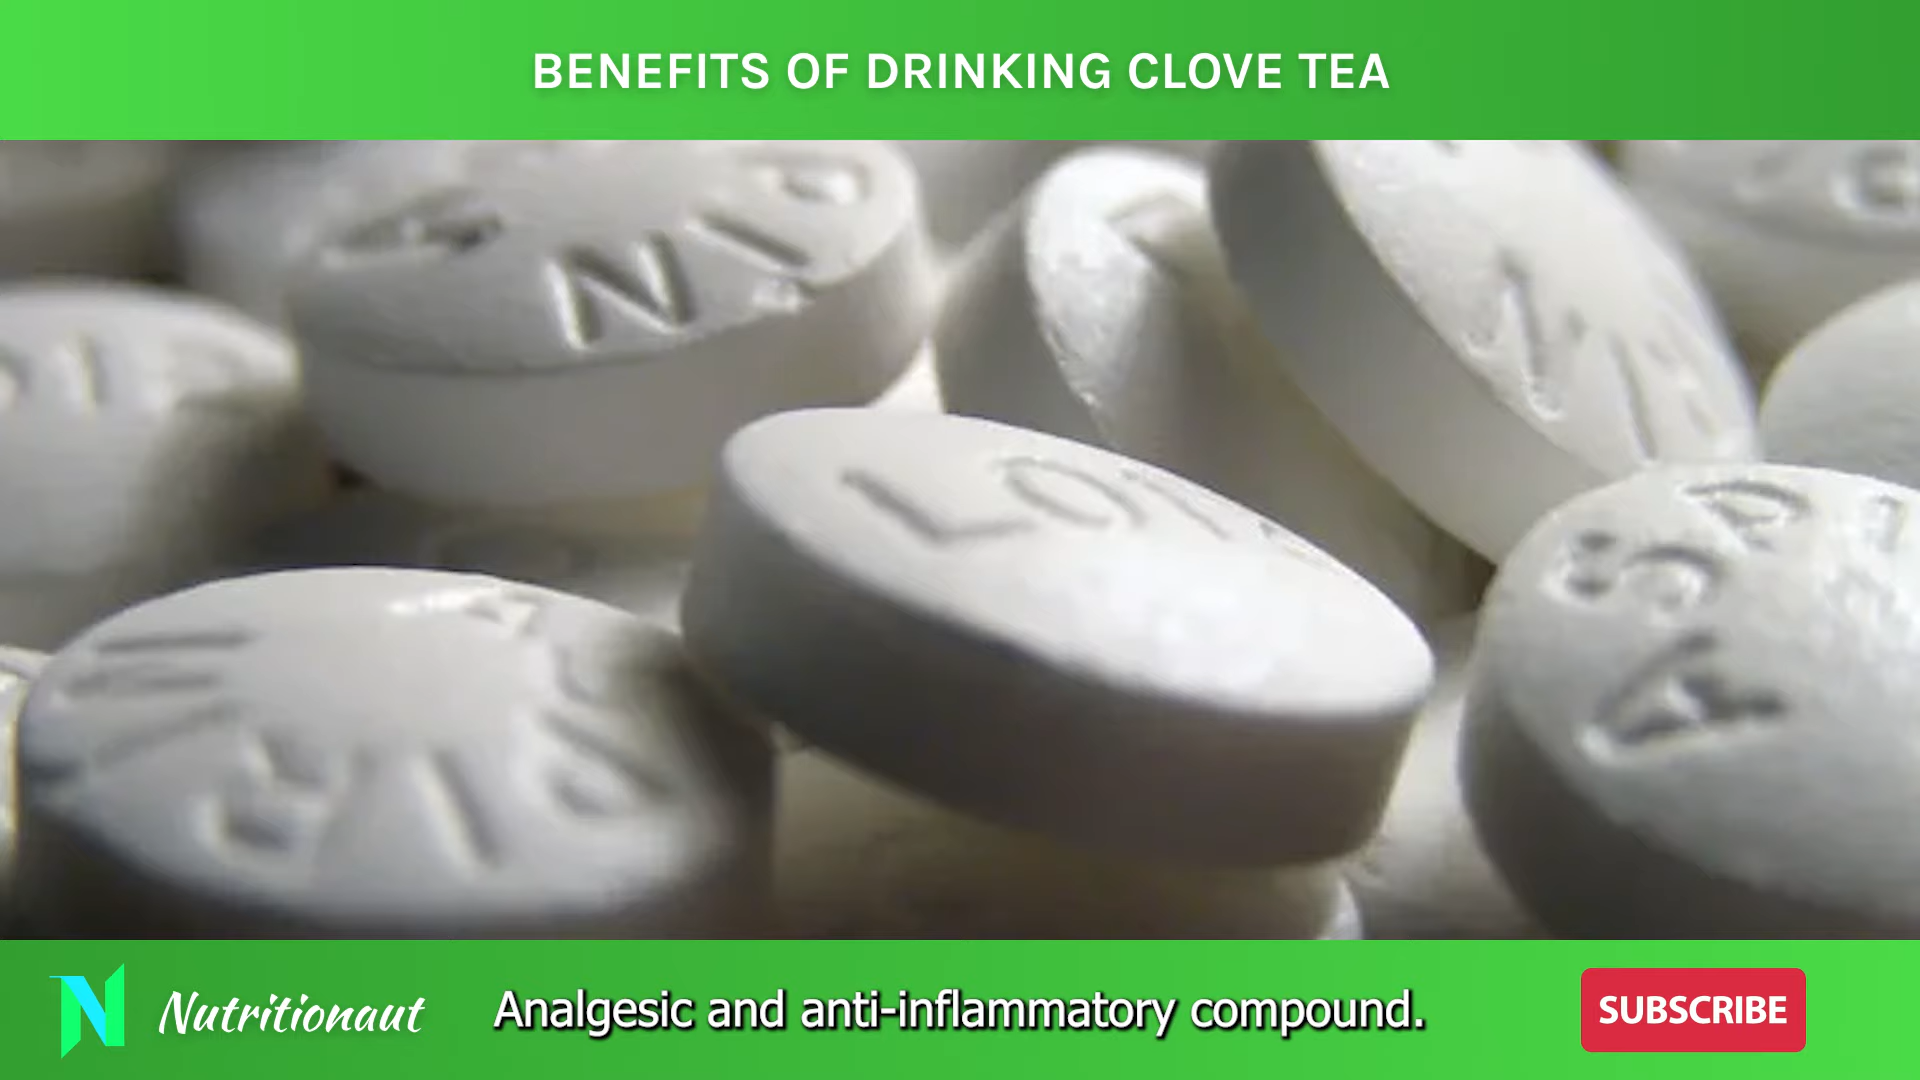 BENEFITS OF DRINKING CLOVE TEA
Nutritionaut
Analgesic and anti-inflammatory compound.
SUBSCRIBE